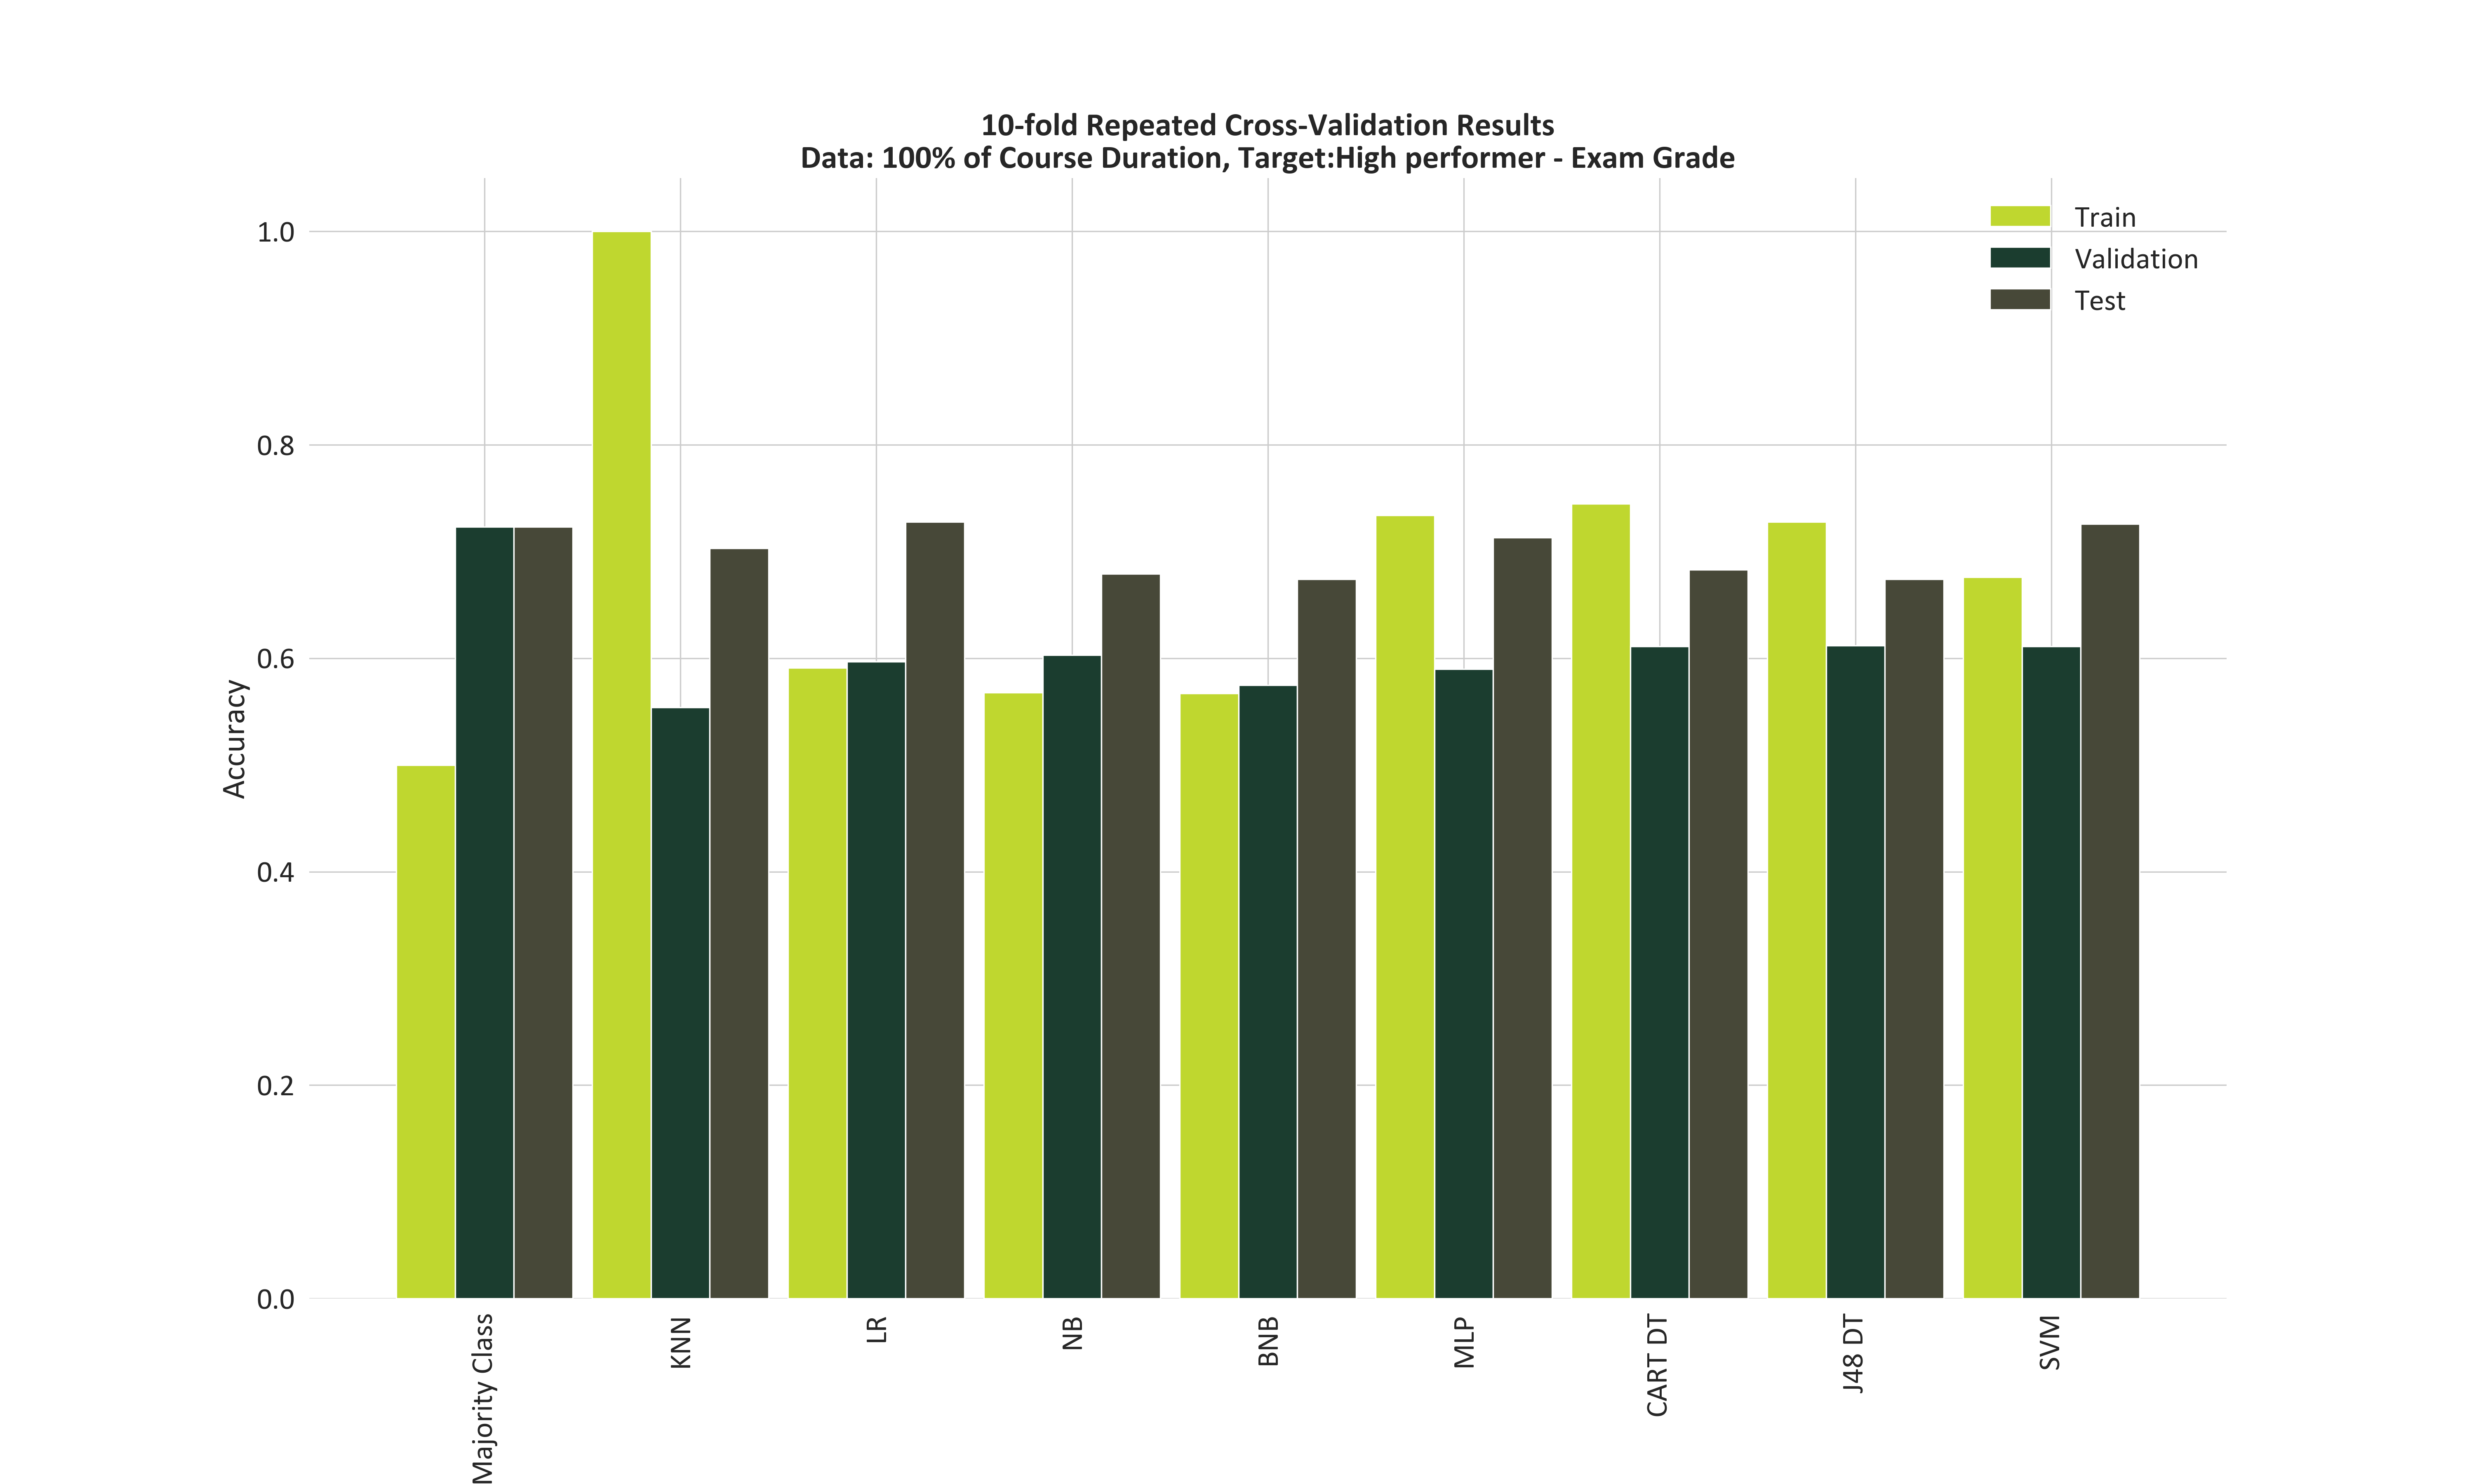 10-fold Repeated Cross-Validation Results
Data: 100% of Course Duration, Target:High performer - Exam Grade
Train
Validation
Test
1.0
0.8
0.6
0.4
0.2
0.0
Accuracy
Majority Class
KNN
LR
NB
BNB
MLP
CART DT
J48 DT
SVM